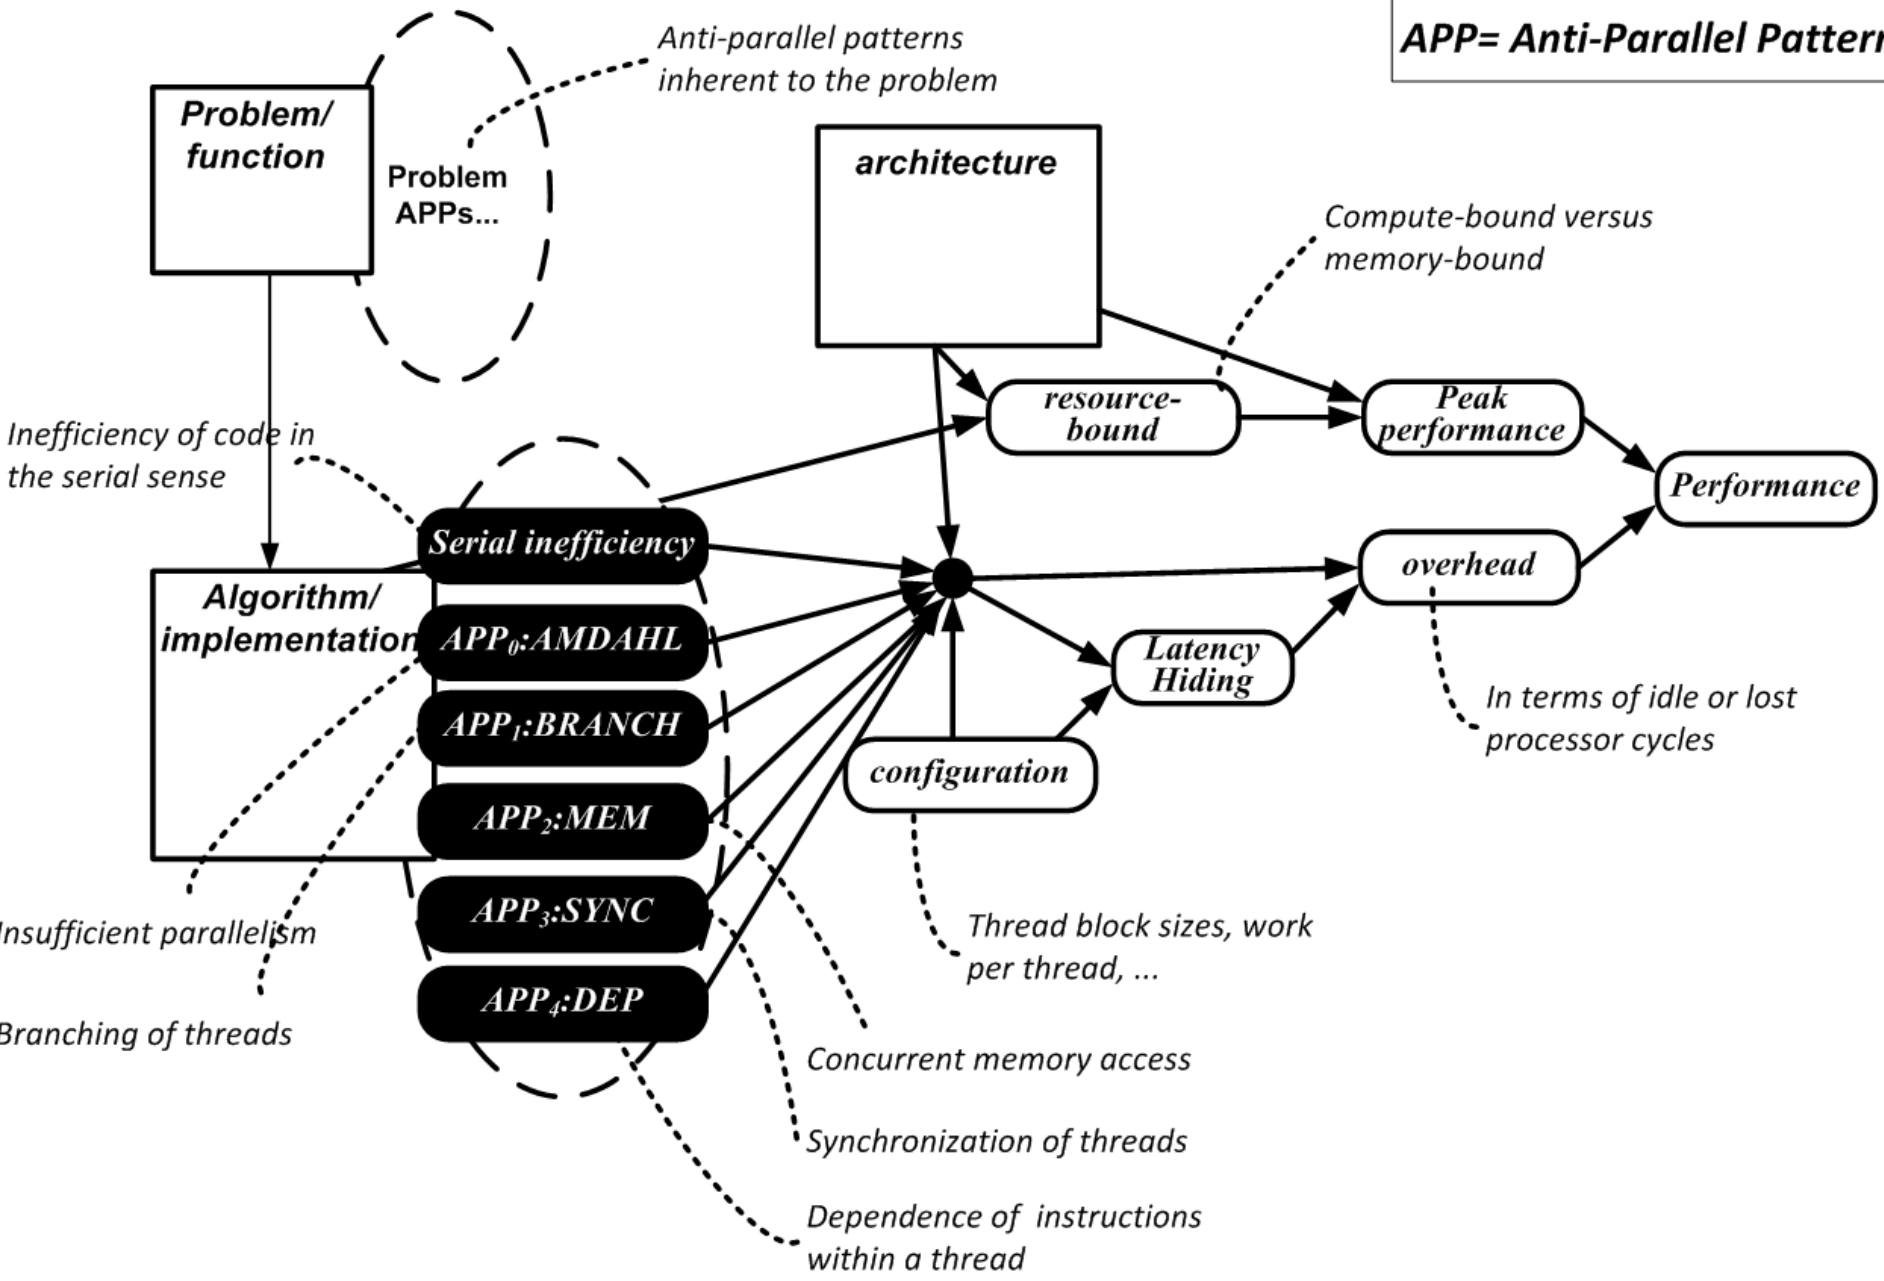 APP= Anti-Parallel Pattern
Anti-parallel patterns
inherent to the problem
Problem/
function
Problem
APPs...
architecture
Compute-bound versus
memory-bound
resource-
bound
Peak
performance
Performance
Inefficiency of code in
the serial sense
Serial inefficiency
overhead
Algorithm/
implementation
APP₀:AMDAHL
APP₁:BRANCH
APP₂:MEM
APP₃:SYNC
APP₄:DEP
Latency
Hiding
configuration
In terms of idle or lost
processor cycles
Insufficient parallelism
Branching of threads
Thread block sizes, work
per thread, ...
Concurrent memory access
Synchronization of threads
Dependence of instructions
within a thread